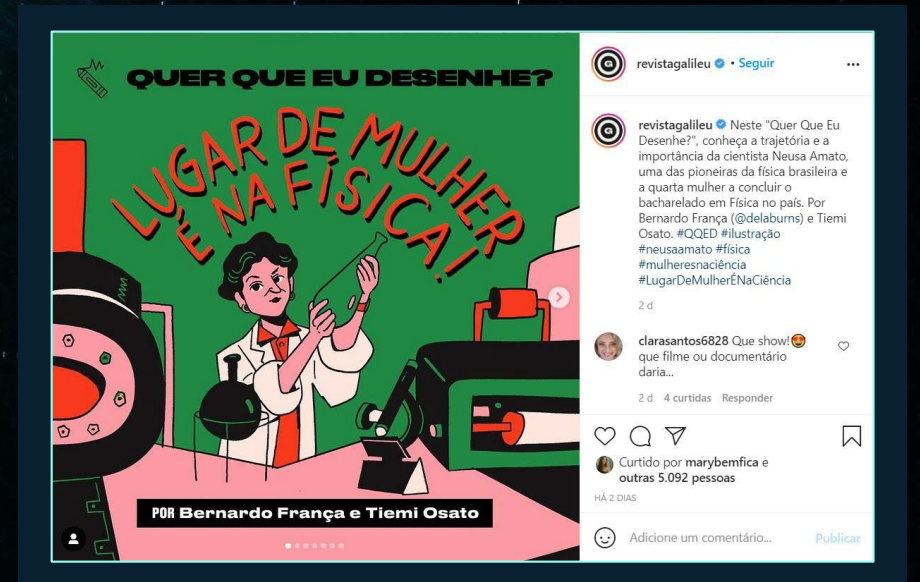 QUER QUE EU DESENHE?
LUGAR DE MULHER
É NA FÍSICA!
POR Bernardo França e Tiemi Osato
G
revistagalileu • Seguir
G
revistagalileu Neste "Quer Que Eu
Desenhe?", conheça a trajetória e a
importância da cientista Neusa Amato,
uma das pioneiras da física brasileira e
a quarta mulher a concluir o
bacharelado em Física no país. Por
Bernardo França (@delaburns) e Tiemi
Osato. #QQED #ilustração
#neusaamato #física
#mulheresnaciência
#LugarDeMulherÉNaCiência
2 d
clarasantos6828 Que show!😍
que filme ou documentário
daria...
2 d 4 curtidas Responder
Curtido por marybemfica e
outras 5.092 pessoas
HÁ 2 DIAS
Adicione um comentário... Publicar